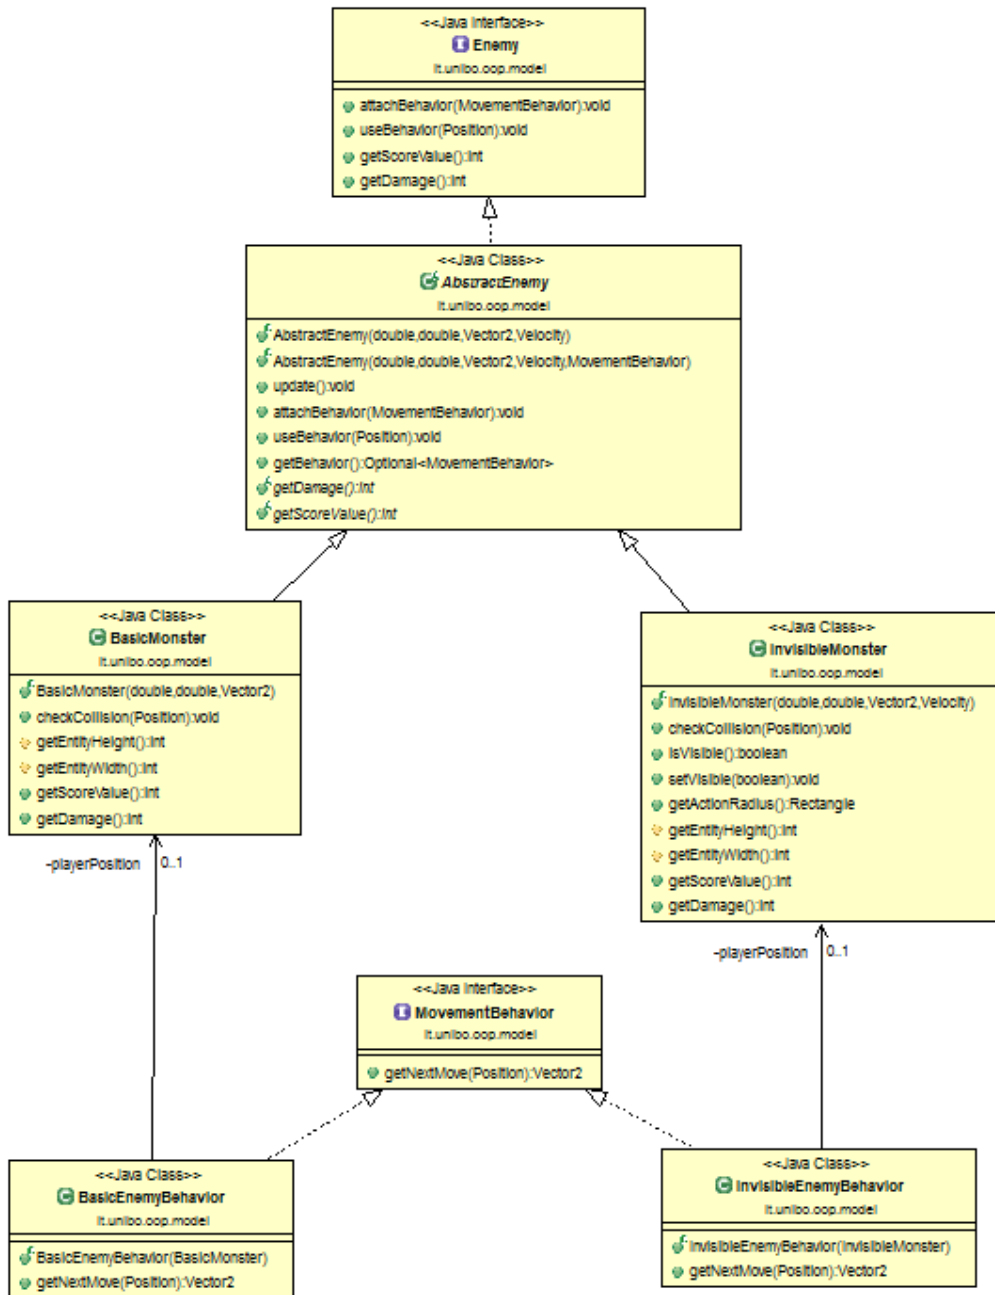 <<Java Interface>>
Enemy
it.unibo.oop.model
attachBehavior(MovementBehavior):void
useBehavior(Position):void
getScoreValue():int
getDamage():int
<<Java Class>>
AbstractEnemy
it.unibo.oop.model
AbstractEnemy(double,double,Vector2,Velocity)
AbstractEnemy(double,double,Vector2,Velocity,MovementBehavior)
update():void
attachBehavior(MovementBehavior):void
useBehavior(Position):void
getBehavior():Optional<MovementBehavior>
getDamage():int
getScoreValue():int
<<Java Class>>
BasicMonster
it.unibo.oop.model
BasicMonster(double,double,Vector2)
checkCollision(Position):void
getEntityHeight():int
getEntityWidth():int
getScoreValue():int
getDamage():int
<<Java Class>>
InvisibleMonster
it.unibo.oop.model
InvisibleMonster(double,double,Vector2,Velocity)
checkCollision(Position):void
isVisible():boolean
setVisible(boolean):void
getActionRadius():Rectangle
getEntityHeight():int
getEntityWidth():int
getScoreValue():int
getDamage():int
-playerPosition 0..1
-playerPosition 0..1
<<Java Interface>>
MovementBehavior
it.unibo.oop.model
getNextMove(Position):Vector2
<<Java Class>>
BasicEnemyBehavior
it.unibo.oop.model
BasicEnemyBehavior(BasicMonster)
getNextMove(Position):Vector2
<<Java Class>>
InvisibleEnemyBehavior
it.unibo.oop.model
InvisibleEnemyBehavior(InvisibleMonster)
getNextMove(Position):Vector2